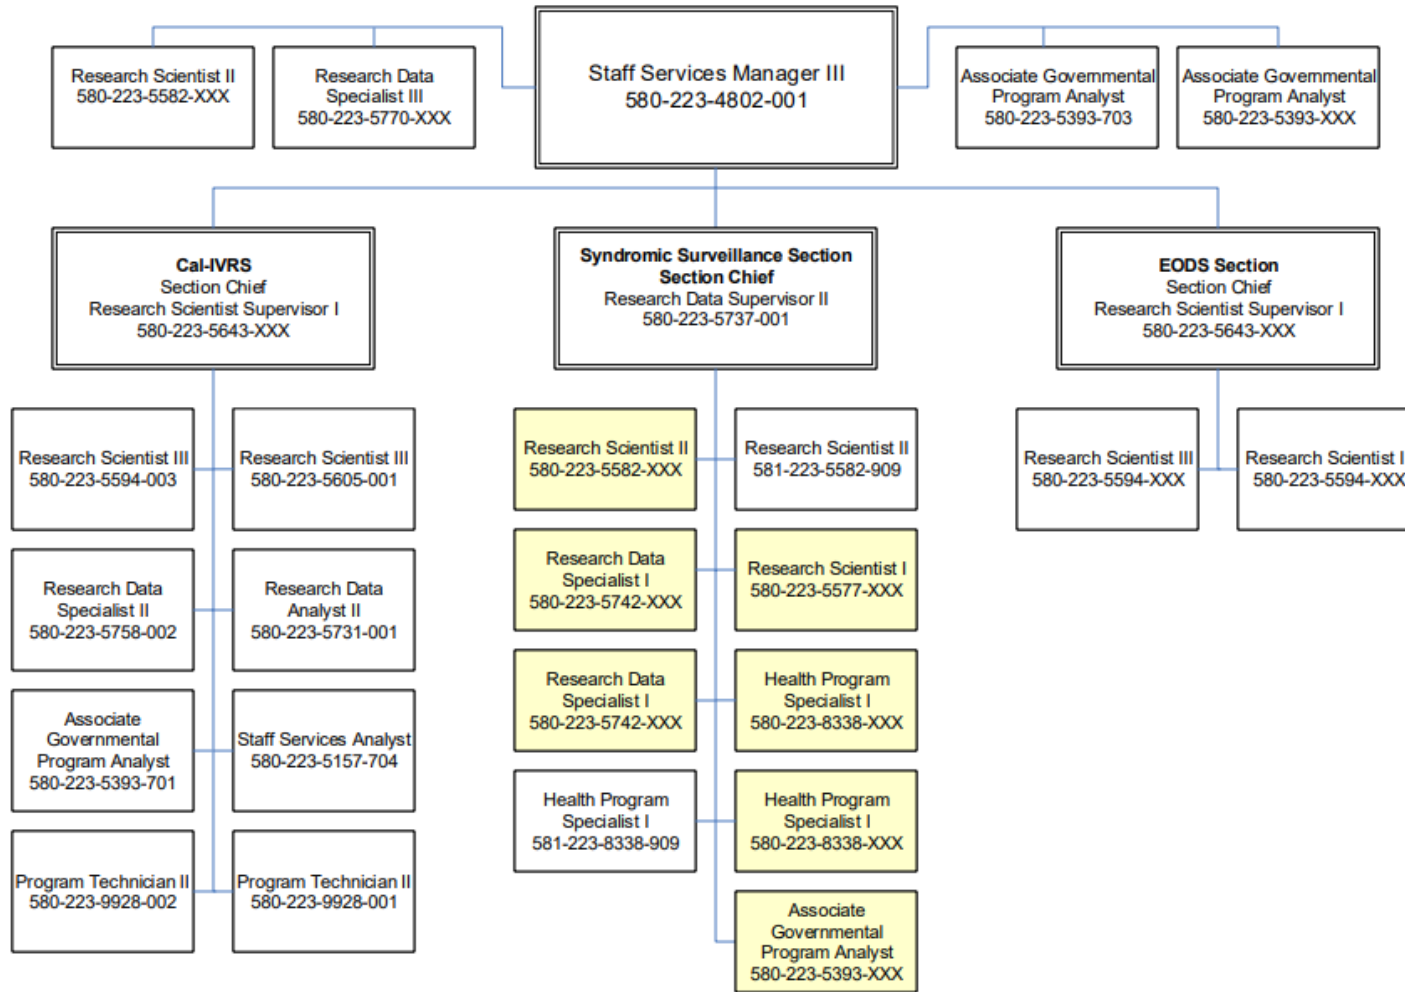 Research Scientist II
580-223-5582-XXX
Research Data
Specialist III
580-223-5770-XXX
Staff Services Manager III
580-223-4802-001
Associate Governmental
Program Analyst
580-223-5393-703
Associate Governmental
Program Analyst
580-223-5393-XXX
Cal-IVRS
Section Chief
Research Scientist Supervisor I
580-223-5643-XXX
Syndromic Surveillance Section
Section Chief
Research Data Supervisor II
580-223-5737-001
EODS Section
Section Chief
Research Scientist Supervisor I
580-223-5643-XXX
Research Scientist III
580-223-5594-003
Research Scientist III
580-223-5605-001
Research Data
Specialist II
580-223-5758-002
Research Data
Analyst II
580-223-5731-001
Associate
Governmental
Program Analyst
580-223-5393-701
Staff Services Analyst
580-223-5157-704
Program Technician II
580-223-9928-002
Program Technician II
580-223-9928-001
Research Scientist II
580-223-5582-XXX
Research Scientist II
581-223-5582-909
Research Data
Specialist I
580-223-5742-XXX
Research Scientist I
580-223-5577-XXX
Research Data
Specialist I
580-223-5742-XXX
Health Program
Specialist I
580-223-8338-XXX
Health Program
Specialist I
581-223-8338-909
Health Program
Specialist I
580-223-8338-XXX
Associate
Governmental
Program Analyst
580-223-5393-XXX
Research Scientist III
580-223-5594-XXX
Research Scientist
580-223-5594-XXX